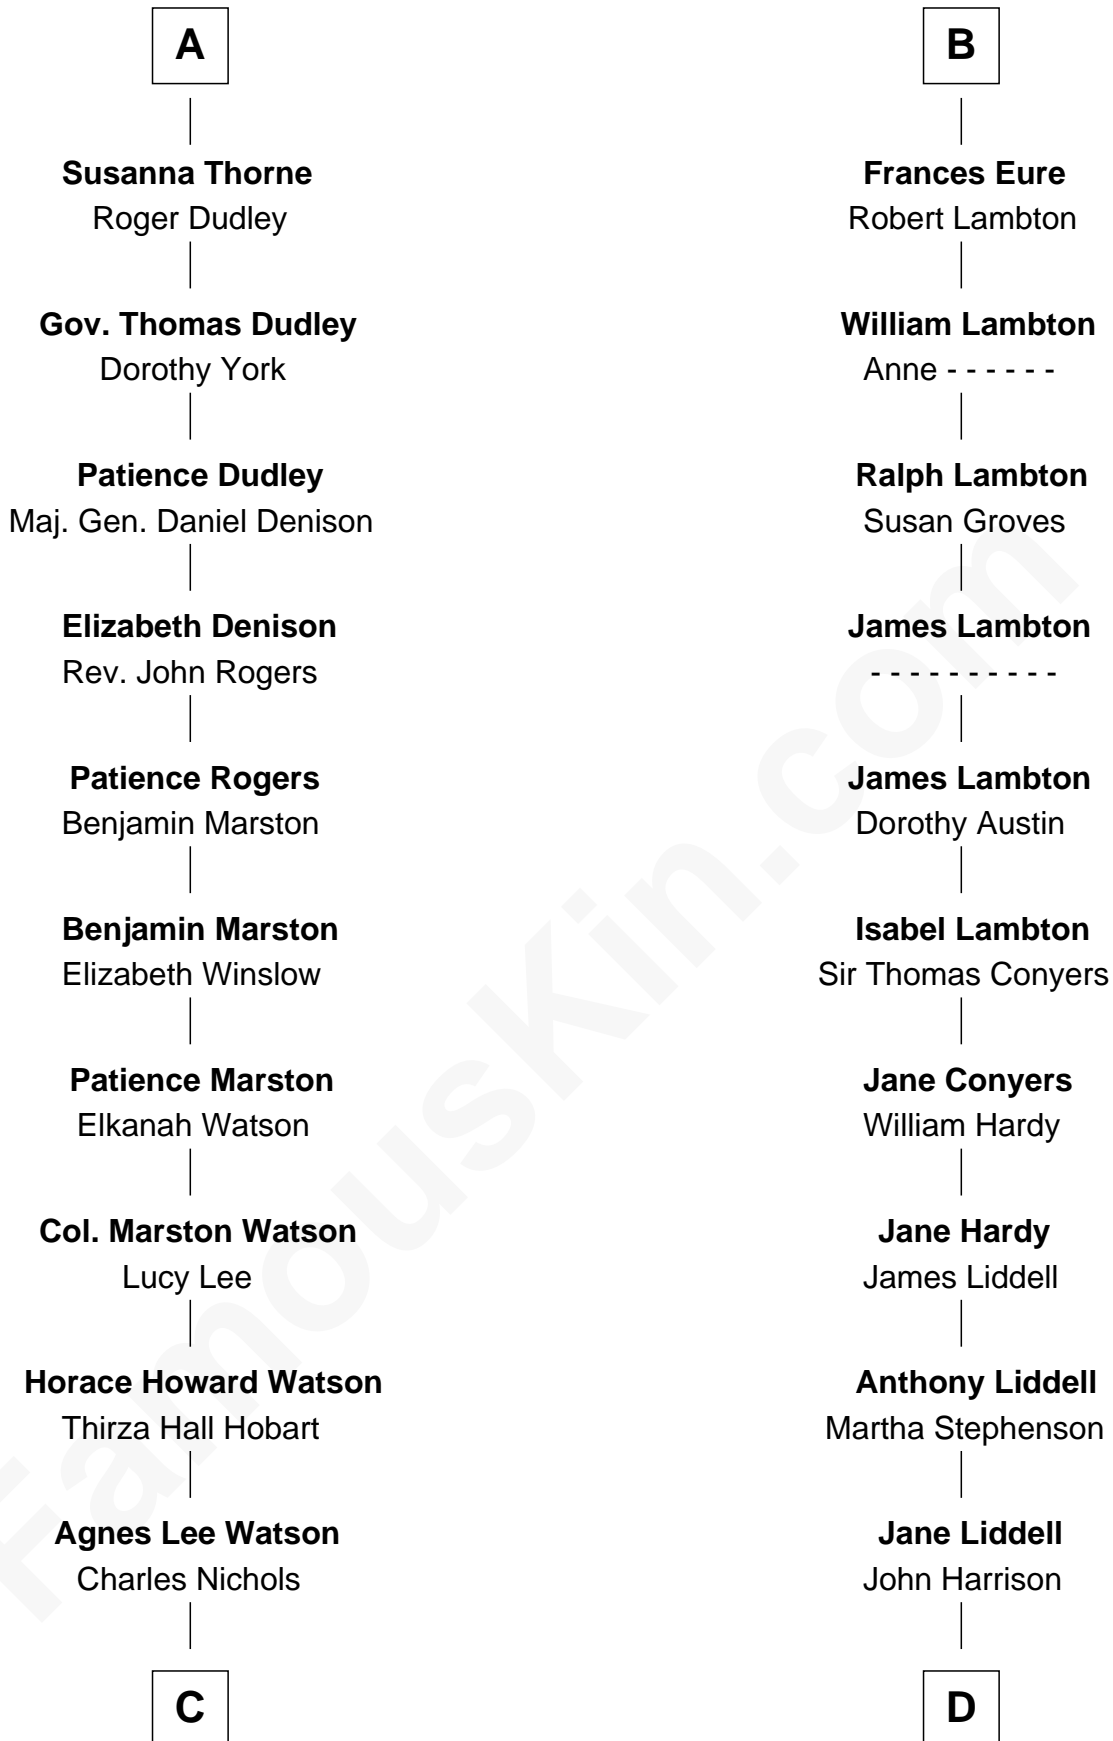 A
Susanna Thorne
Roger Dudley
Gov. Thomas Dudley
Dorothy York
Patience Dudley
Maj. Gen. Daniel Denison
Elizabeth Denison
Rev. John Rogers
Patience Rogers
Benjamin Marston
Benjamin Marston
Elizabeth Winslow
Patience Marston
Elkanah Watson
Col. Marston Watson
Lucy Lee
Horace Howard Watson
Thirza Hall Hobart
Agnes Lee Watson
Charles Nichols
C
B
Frances Eure
Robert Lambton
William Lambton
Anne - - - - - -
Ralph Lambton
Susan Groves
James Lambton
- - - - - - - - - -
James Lambton
Dorothy Austin
Isabel Lambton
Sir Thomas Conyers
Jane Conyers
William Hardy
Jane Hardy
James Liddell
Anthony Liddell
Martha Stephenson
Jane Liddell
John Harrison
D
FamousKin.com